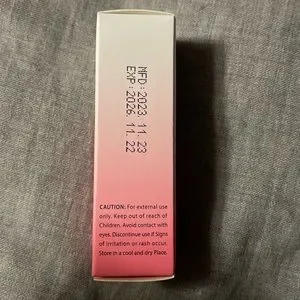 MFD:2023. 11. 23
EXP:2026. 11. 22
CAUTION: For external use
only. Keep out of reach of
Children. Avoid contact with
eyes. Discontinue use if Signs
of irritation or rash occur.
Store in a cool and dry Place.